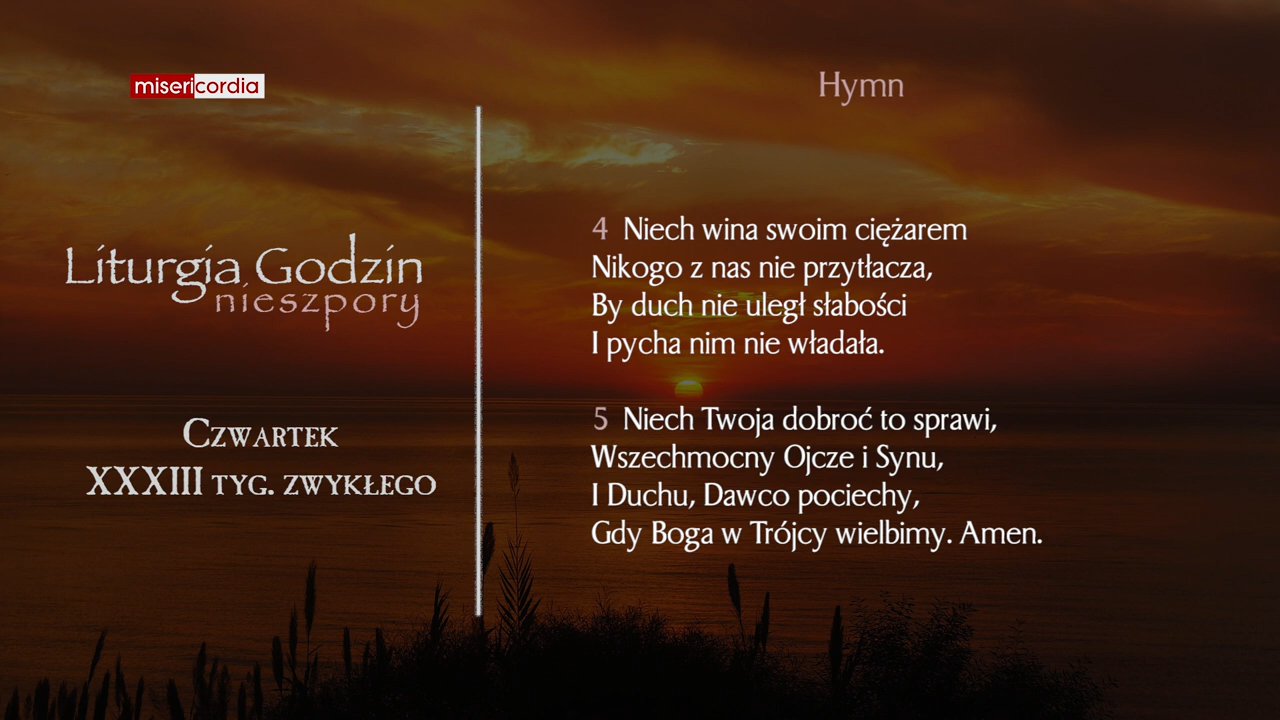 misericordia
Liturgia Godzin
nieszpory
Czwartek
XXXIII tyg. zwykłego
Hymn
4 Niech wina swoim ciężarem
Nikogo z nas nie przytłacza,
By duch nie uległ słabości
I pycha nim nie władała.
5 Niech Twoja dobroć to sprawi,
Wszechmocny Ojcze i Synu,
I Duchu, Dawco pociechy,
Gdy Boga w Trójcy wielbimy. Amen.